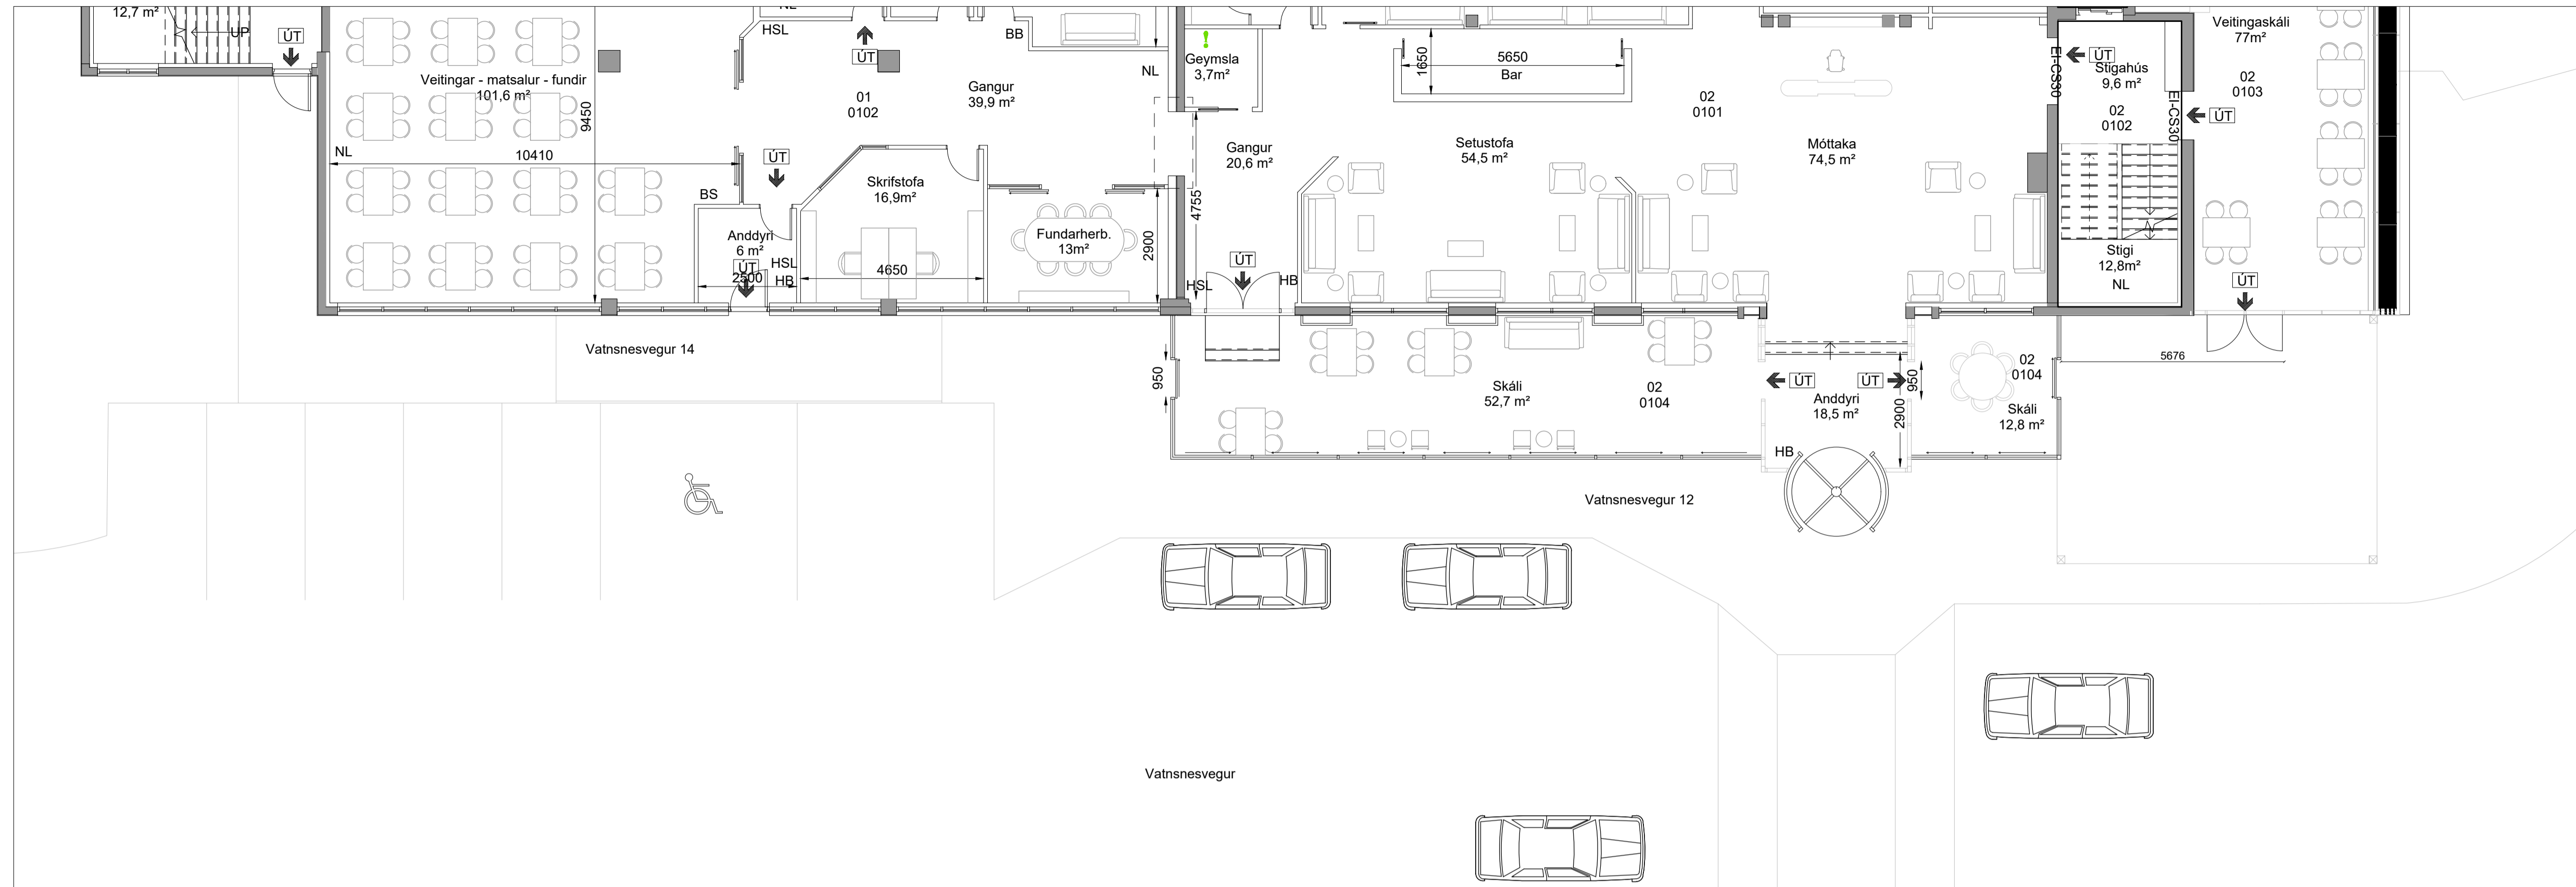 12,7 m²
UP
ÚT
Veitingar - matsalur - fundir
101,6 m²
9450
10410
NL
HSL
ÚT
BB
NL
01
0102
Gangur
39,9 m²
ÚT
BS
Skrifstofa
16,9m²
Anddyri
6 m²
ÚT
2500
HSL
HB
4650
Fundarherb.
13m²
2900
Geymsla
3,7m²
4755
Gangur
20,6 m²
ÚT
HSL
HB
1650
5650
Bar
Setustofa
54,5 m²
02
0101
Móttaka
74,5 m²
EI-CS30
ÚT
Stigahús
9,6 m²
02
0102
EI-CS30
ÚT
Stigi
12,8m²
NL
Veitingaskáli
77m²
02
0103
ÚT
5676
Vatnsnesvegur 14
950
Skáli
52,7 m²
02
0104
ÚT
ÚT
Anddyri
18,5 m²
2900
950
02
0104
Skáli
12,8 m²
HB
Vatnsnesvegur 12
Vatnsnesvegur